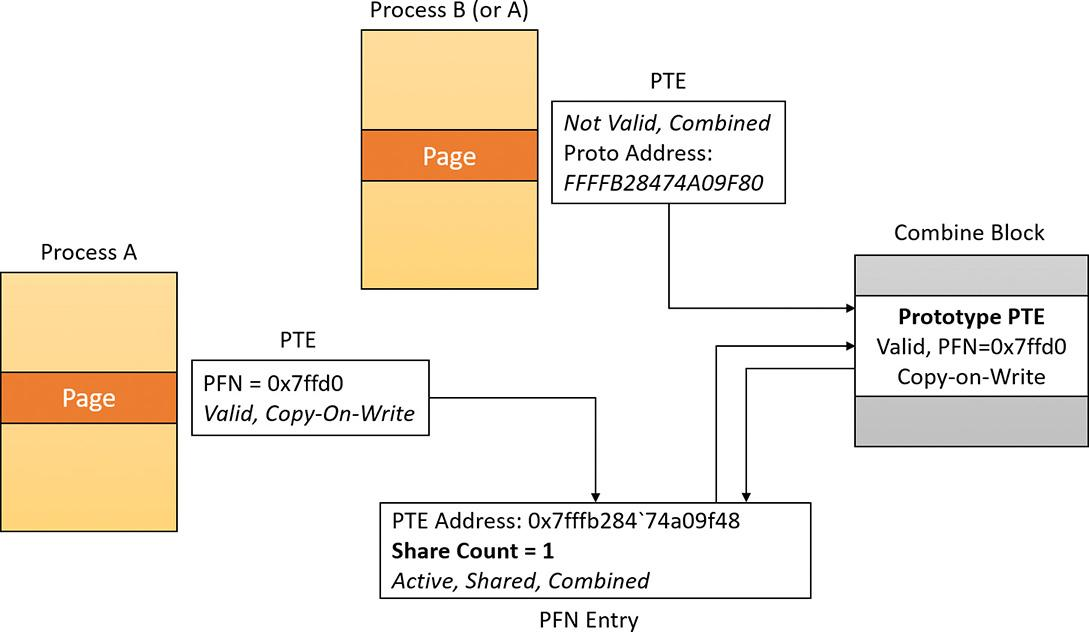 Process B (or A)
PTE
Not Valid, Combined
Proto Address:
FFFFB28474A09F80
Page
Combine Block
Process A
Prototype PTE
Valid, PFN=0x7ffd0
Copy-on-Write
PTE
PFN = 0x7ffd0
Valid, Copy-On-Write
Page
PTE Address: 0x7fffb284`74a09f48
Share Count = 1
Active, Shared, Combined
PFN Entry